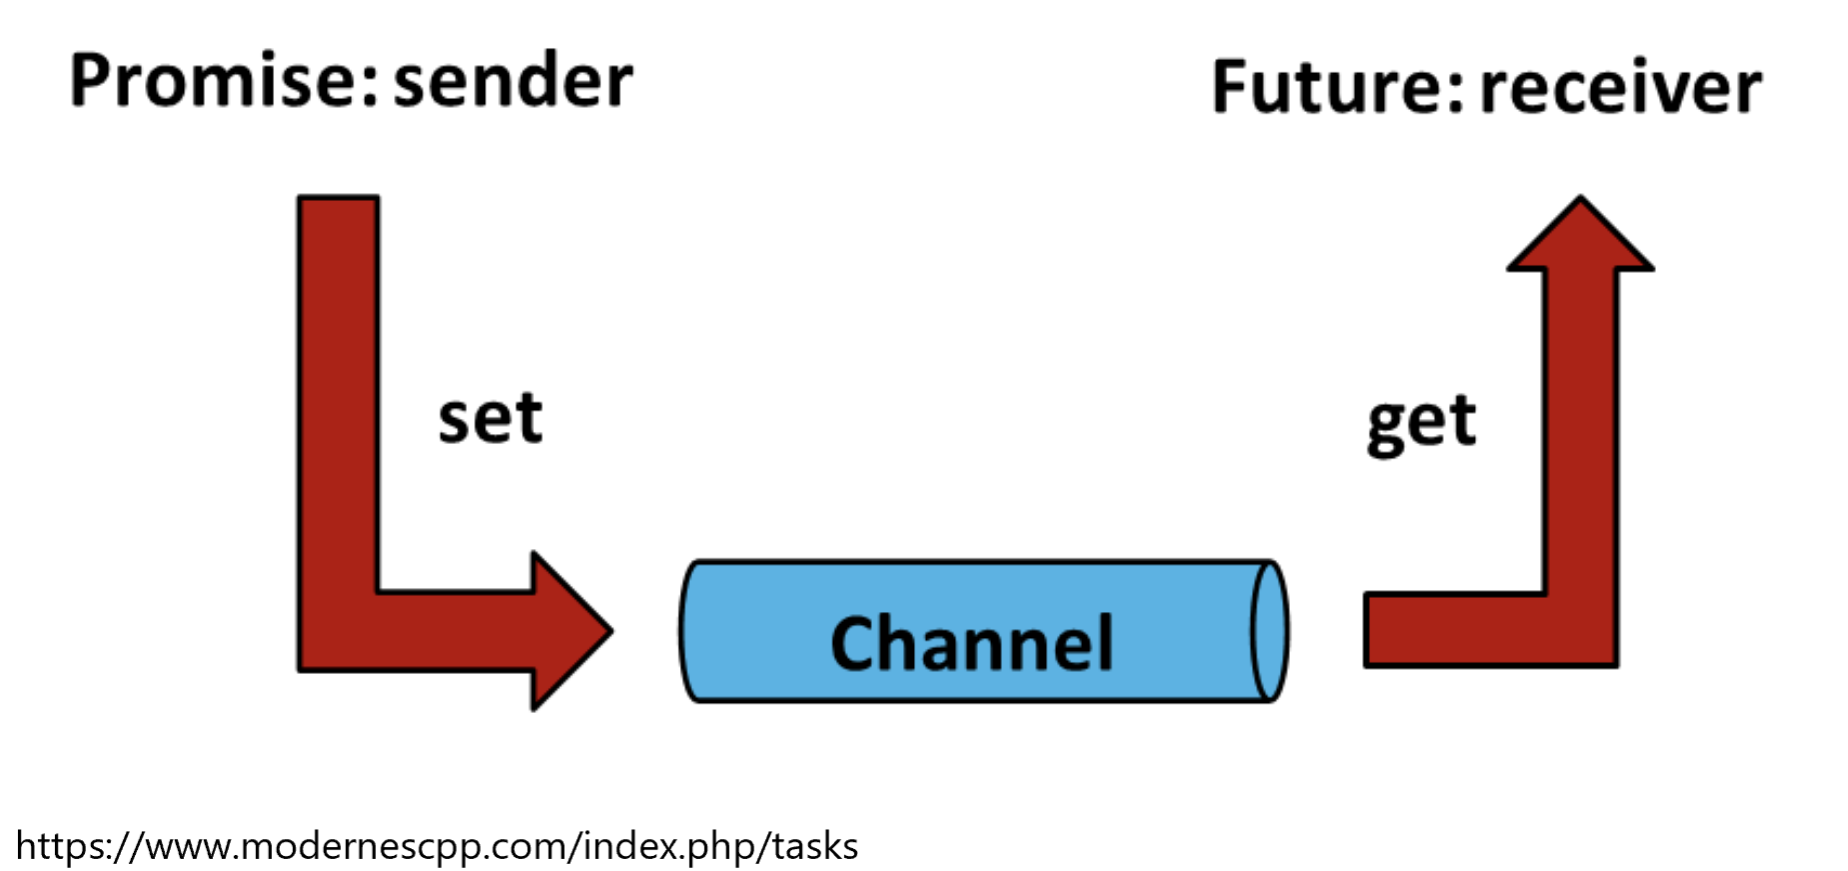 Promise: sender
Future: receiver
set
get
Channel
https://www.modernescpp.com/index.php/tasks